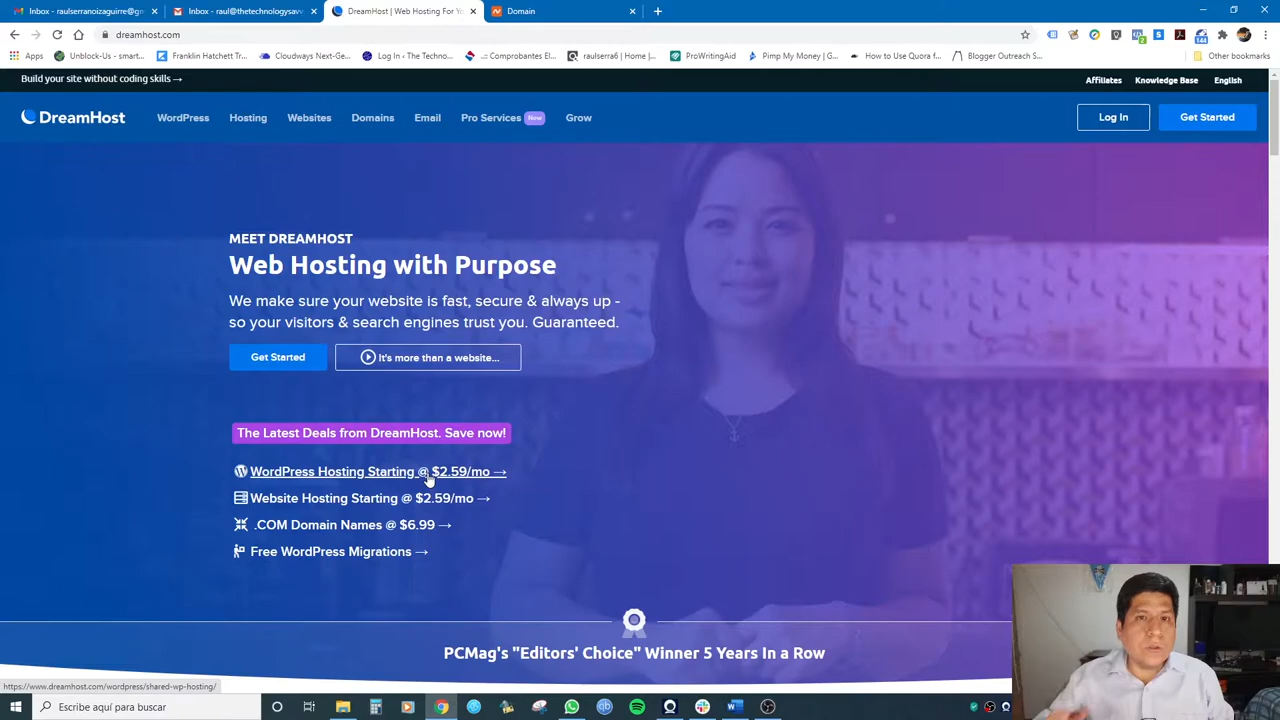 Inbox - raulserranoizaguirre@gm
Inbox - raul@thetechnologysavv
DreamHost | Web Hosting For Yo
Domain
dreamhost.com
Apps
Unblock-Us - smart...
Franklin Hatchett Tr...
Cloudways Next-Ge...
Log In ‹ The Techno...
.:: Comprobantes El...
raulserra6 | Home |...
ProWritingAid
Pimp My Money | G...
How to Use Quora f...
Blogger Outreach S...
Other bookmarks
Build your site without coding skills →
Affiliates
Knowledge Base
English
DreamHost
WordPress
Hosting
Websites
Domains
Email
Pro Services New
Grow
Log In
Get Started
MEET DREAMHOST
Web Hosting with Purpose
We make sure your website is fast, secure & always up -
so your visitors & search engines trust you. Guaranteed.
Get Started
It's more than a website...
The Latest Deals from DreamHost. Save now!
WordPress Hosting Starting @ $2.59/mo →
Website Hosting Starting @ $2.59/mo →
.COM Domain Names @ $6.99 →
Free WordPress Migrations →
PCMag's "Editors' Choice" Winner 5 Years In a Row
https://www.dreamhost.com/wordpress/shared-wp-hosting/
Escribe aquí para buscar